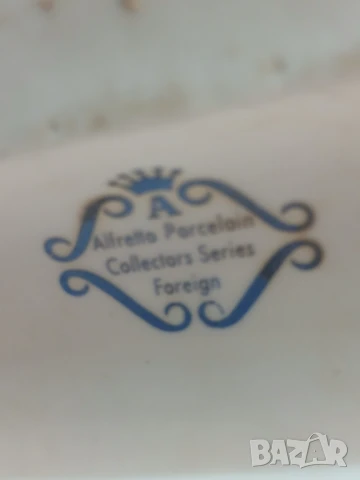 A
Alfretto Porcelain
Collectors Series
Foreign
BAZAR